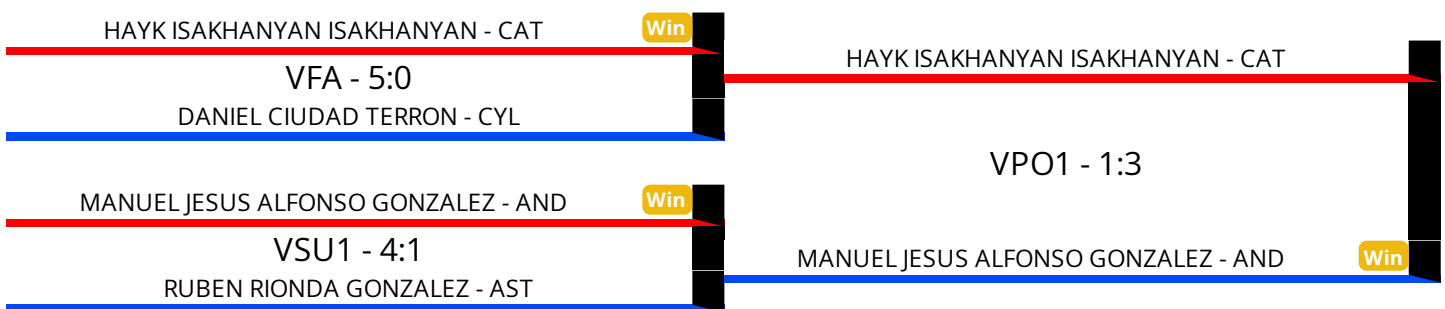 HAYK ISAKHANYAN ISAKHANYAN - CAT
Win
VFA - 5:0
DANIEL CIUDAD TERRON - CYL
MANUEL JESUS ALFONSO GONZALEZ - AND
Win
VSU1 - 4:1
RUBEN RIONDA GONZALEZ - AST
HAYK ISAKHANYAN ISAKHANYAN - CAT
VPO1 - 1:3
MANUEL JESUS ALFONSO GONZALEZ - AND
Win